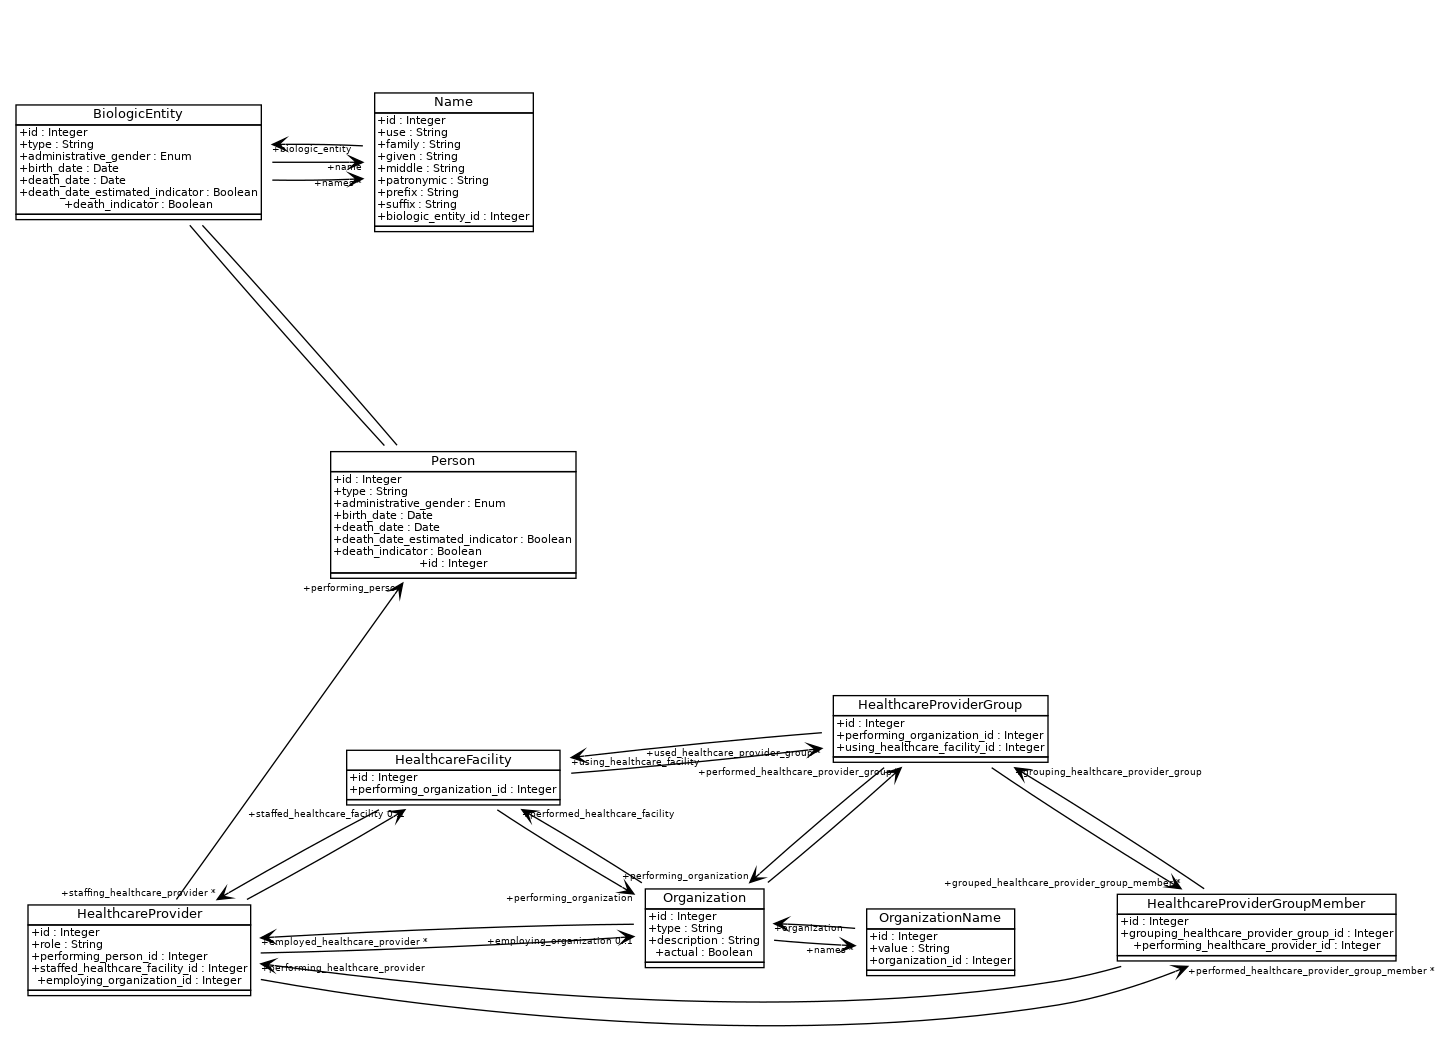 BiologicEntity
+id : Integer
+type : String
+administrative_gender : Enum
+birth_date : Date
+death_date : Date
+death_date_estimated_indicator : Boolean
+death_indicator : Boolean
+biologic_entity
+name
+names *
Name
+id : Integer
+use : String
+family : String
+given : String
+middle : String
+patronymic : String
+prefix : String
+suffix : String
+biologic_entity_id : Integer
Person
+id : Integer
+type : String
+administrative_gender : Enum
+birth_date : Date
+death_date : Date
+death_date_estimated_indicator : Boolean
+death_indicator : Boolean
+id : Integer
+performing_person
HealthcareProviderGroup
+id : Integer
+performing_organization_id : Integer
+using_healthcare_facility_id : Integer
+used_healthcare_provider_group *
+using_healthcare_facility
+performed_healthcare_provider_group
+grouping_healthcare_provider_group
HealthcareFacility
+id : Integer
+performing_organization_id : Integer
+staffed_healthcare_facility 0..1
+performed_healthcare_facility
+performing_organization
+grouped_healthcare_provider_group_member *
+staffing_healthcare_provider *
+performing_organization
HealthcareProvider
+id : Integer
+role : String
+performing_person_id : Integer
+staffed_healthcare_facility_id : Integer
+employing_organization_id : Integer
+employed_healthcare_provider *
+employing_organization 0..1
+performing_healthcare_provider
Organization
+id : Integer
+type : String
+description : String
+actual : Boolean
+organization
+names *
OrganizationName
+id : Integer
+value : String
+organization_id : Integer
HealthcareProviderGroupMember
+id : Integer
+grouping_healthcare_provider_group_id : Integer
+performing_healthcare_provider_id : Integer
+performed_healthcare_provider_group_member *